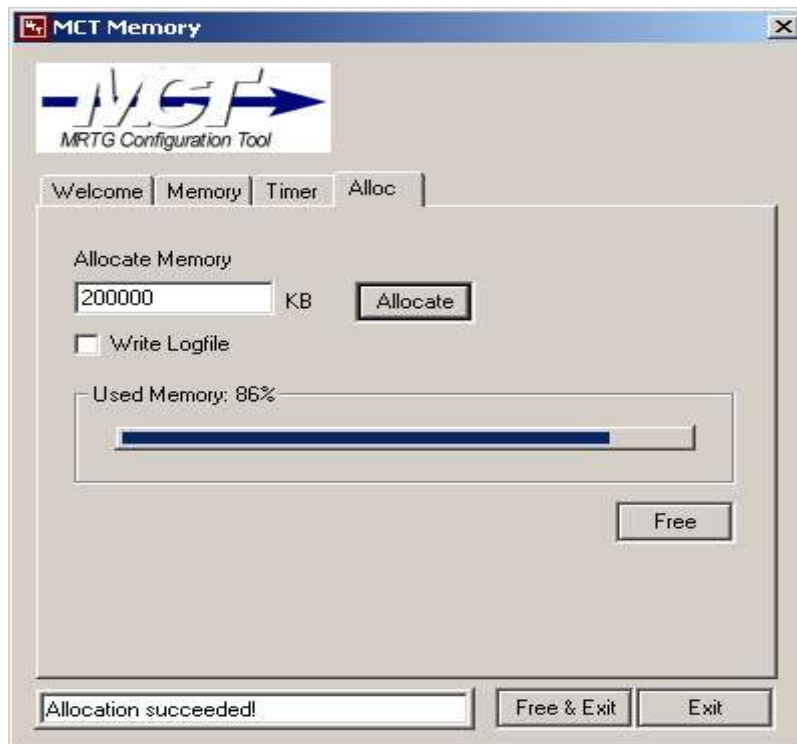 MCT Memory
MCT
MRTG Configuration Tool
Welcome Memory Timer Alloc
Allocate Memory
200000 KB Allocate
Write Logfile
Used Memory: 86%
Free
Allocation succeeded! Free & Exit Exit